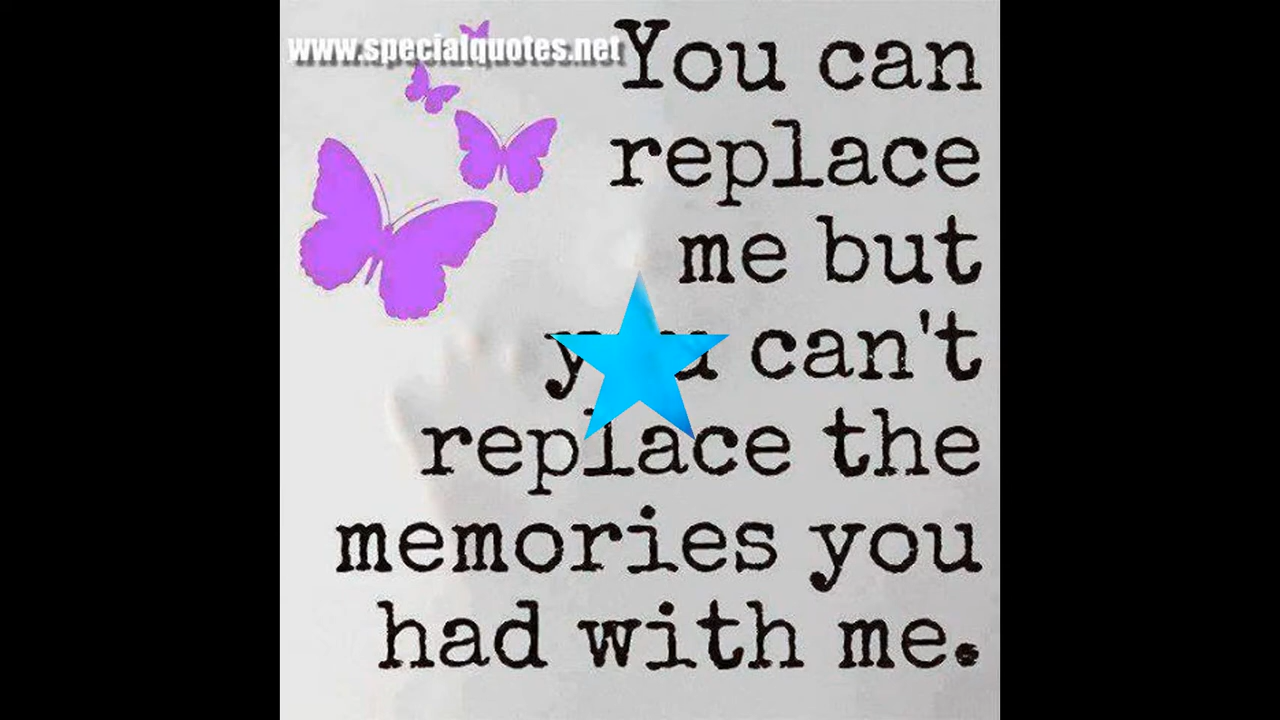 www.specialquotes.net
You can
replace
me but
can't
replace the
memories you
had with me.